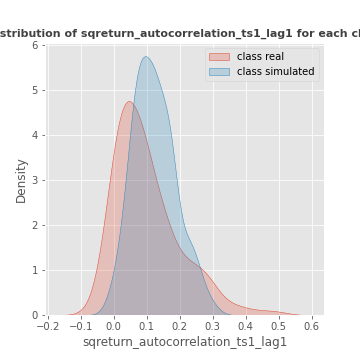 stribution of sqreturn_autocorrelation_ts1_lag1 for each cl
class real
class simulated
6
5
4
3
2
1
0
Density
−0.2 −0.1 0.0 0.1 0.2 0.3 0.4 0.5 0.6
sqreturn_autocorrelation_ts1_lag1